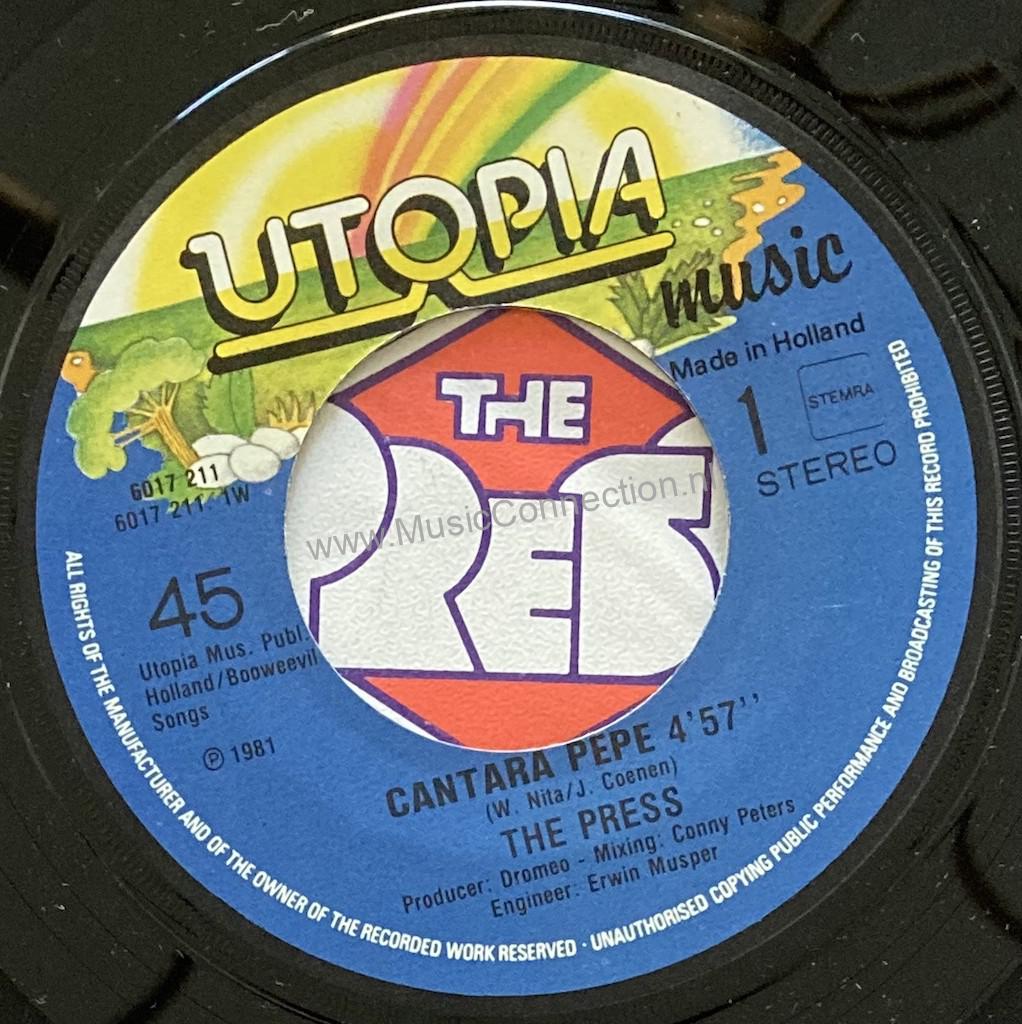 UTOPIA
music
Made in Holland
1
STEMRA
STEREO
6017 211
6017 211.1W
45
Utopia Mus. Publ.
Holland/Booweevil
Songs
℗ 1981
THE
PRES
www.MusicConnection.nl
CANTARA PEPE 4'57''
(W. Nita/J. Coenen)
THE PRESS
Producer: Dromeo - Mixing: Conny Peters
Engineer: Erwin Musper
ALL RIGHTS OF THE MANUFACTURER AND OF THE OWNER OF THE RECORDED WORK RESERVED · UNAUTHORISED COPYING PUBLIC PERFORMANCE AND BROADCASTING OF THIS RECORD PROHIBITED